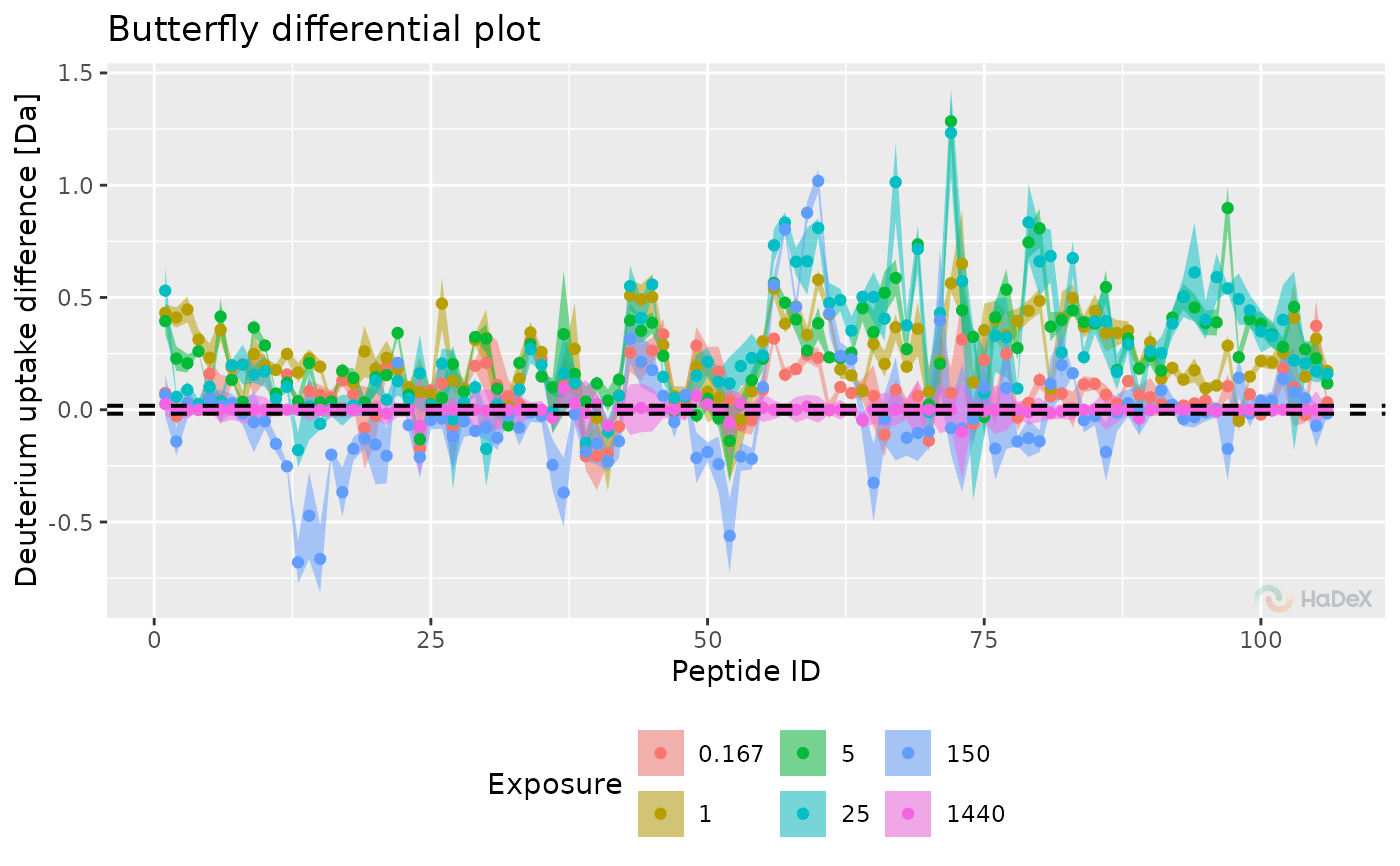 Butterfly differential plot
Deuterium uptake difference [Da]
1.5
1.0
0.5
0.0
-0.5
0 25 50 75 100
HaDeX
Peptide ID
Exposure
0.167 5 150
1 25 1440